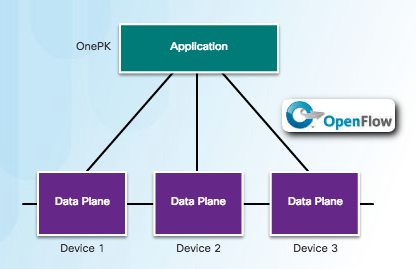 OnePK
Application
OpenFlow
Data Plane
Data Plane
Data Plane
Device 1
Device 2
Device 3